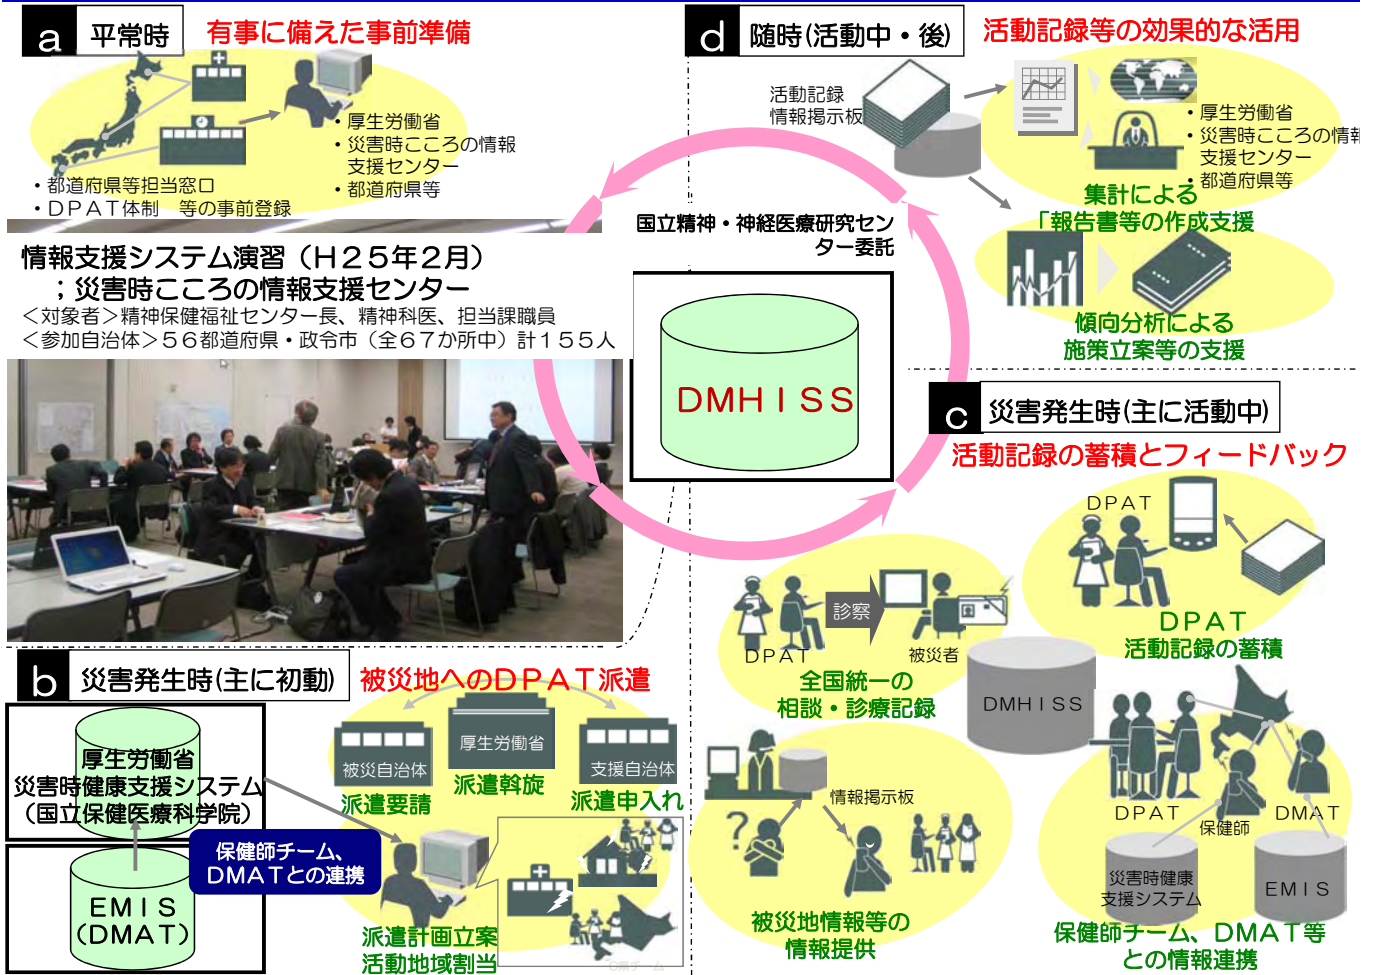 a 平常時
有事に備えた事前準備
・厚生労働省
・災害時こころの情報
支援センター
・都道府県等
・都道府県等担当窓口
・ＤＰＡＴ体制　等の事前登録
情報支援システム演習（Ｈ２５年２月）
；災害時こころの情報支援センター
＜対象者＞精神保健福祉センター長、精神科医、担当課職員
＜参加自治体＞５６都道府県・政令市（全６７か所中）計１５５人
国立精神・神経医療研究セン
ター委託
ＤＭＨＩＳＳ
d 随時(活動中・後)
活動記録等の効果的な活用
活動記録
情報掲示板
・厚生労働省
・災害時こころの情報
支援センター
・都道府県等
集計による
「報告書等の作成支援
傾向分析による
施策立案等の支援
c 災害発生時(主に活動中)
活動記録の蓄積とフィードバック
ＤＰＡＴ
ＤＰＡＴ
活動記録の蓄積
診察
ＤＰＡＴ
被災者
全国統一の
相談・診療記録
ＤＭＨＩＳＳ
？
情報掲示板
被災地情報等の
情報提供
ＤＰＡＴ
保健師
ＤＭＡＴ
災害時健康
支援システム
ＥＭＩＳ
保健師チーム、ＤＭＡＴ等
との情報連携
b 災害発生時(主に初動)
被災地へのＤＰＡＴ派遣
厚生労働省
災害時健康支援システム
（国立保健医療科学院）
保健師チーム、
ＤＭＡＴとの連携
ＥＭＩＳ
(ＤＭＡＴ)
被災自治体
派遣要請
厚生労働省
派遣斡旋
支援自治体
派遣申入れ
派遣計画立案
活動地域割当